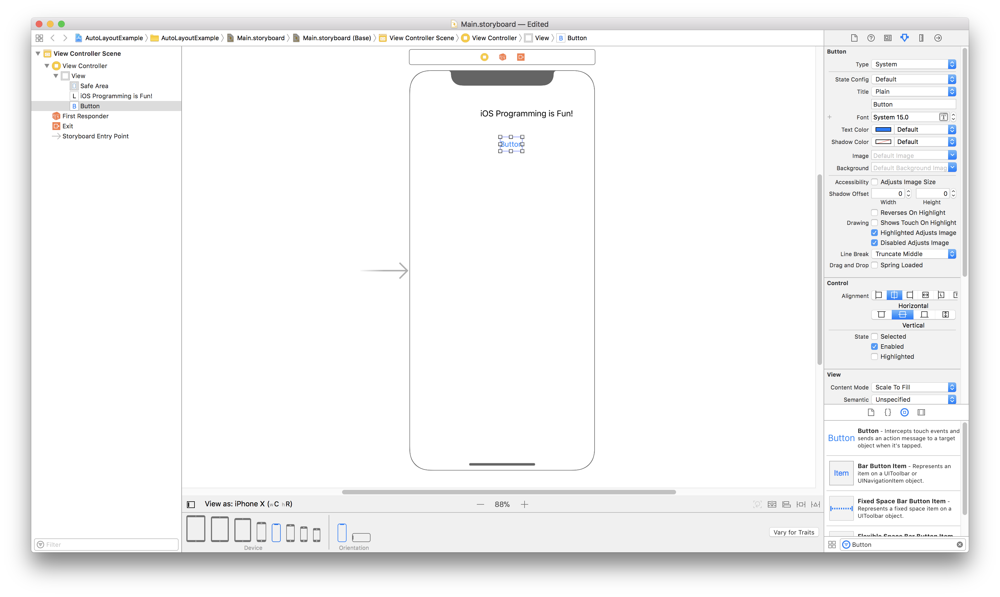 Main.storyboard — Edited
AutoLayoutExample
AutoLayoutExample
Main.storyboard
Main.storyboard (Base)
View Controller Scene
View Controller
View
B Button
View Controller Scene
View Controller
View
Safe Area
L iOS Programming is Fun!
B Button
First Responder
Exit
Storyboard Entry Point
Filter
iOS Programming is Fun!
Button
View as: iPhone X (wC hR)
88%
Device
Orientation
Vary for Traits
Button
Type System
State Config Default
Title Plain
Button
Font System 15.0
Text Color Default
Shadow Color Default
Image Default Image
Background Default Background Imag
Accessibility Adjusts Image Size
Shadow Offset 0 0
Width Height
Reverses On Highlight
Drawing Shows Touch On Highlight
Highlighted Adjusts Image
Disabled Adjusts Image
Line Break Truncate Middle
Drag and Drop Spring Loaded
Control
Alignment
Horizontal
Vertical
State Selected
Enabled
Highlighted
View
Content Mode Scale To Fill
Semantic Unspecified
Button
Button - Intercepts touch events and
sends an action message to a target
object when it's tapped.
Item
Bar Button Item - Represents an
item on a UIToolbar or
UINavigationItem object.
Fixed Space Bar Button Item -
Represents a fixed space item on a
UIToolbar object.
Flexible Space Bar Button Item
Button